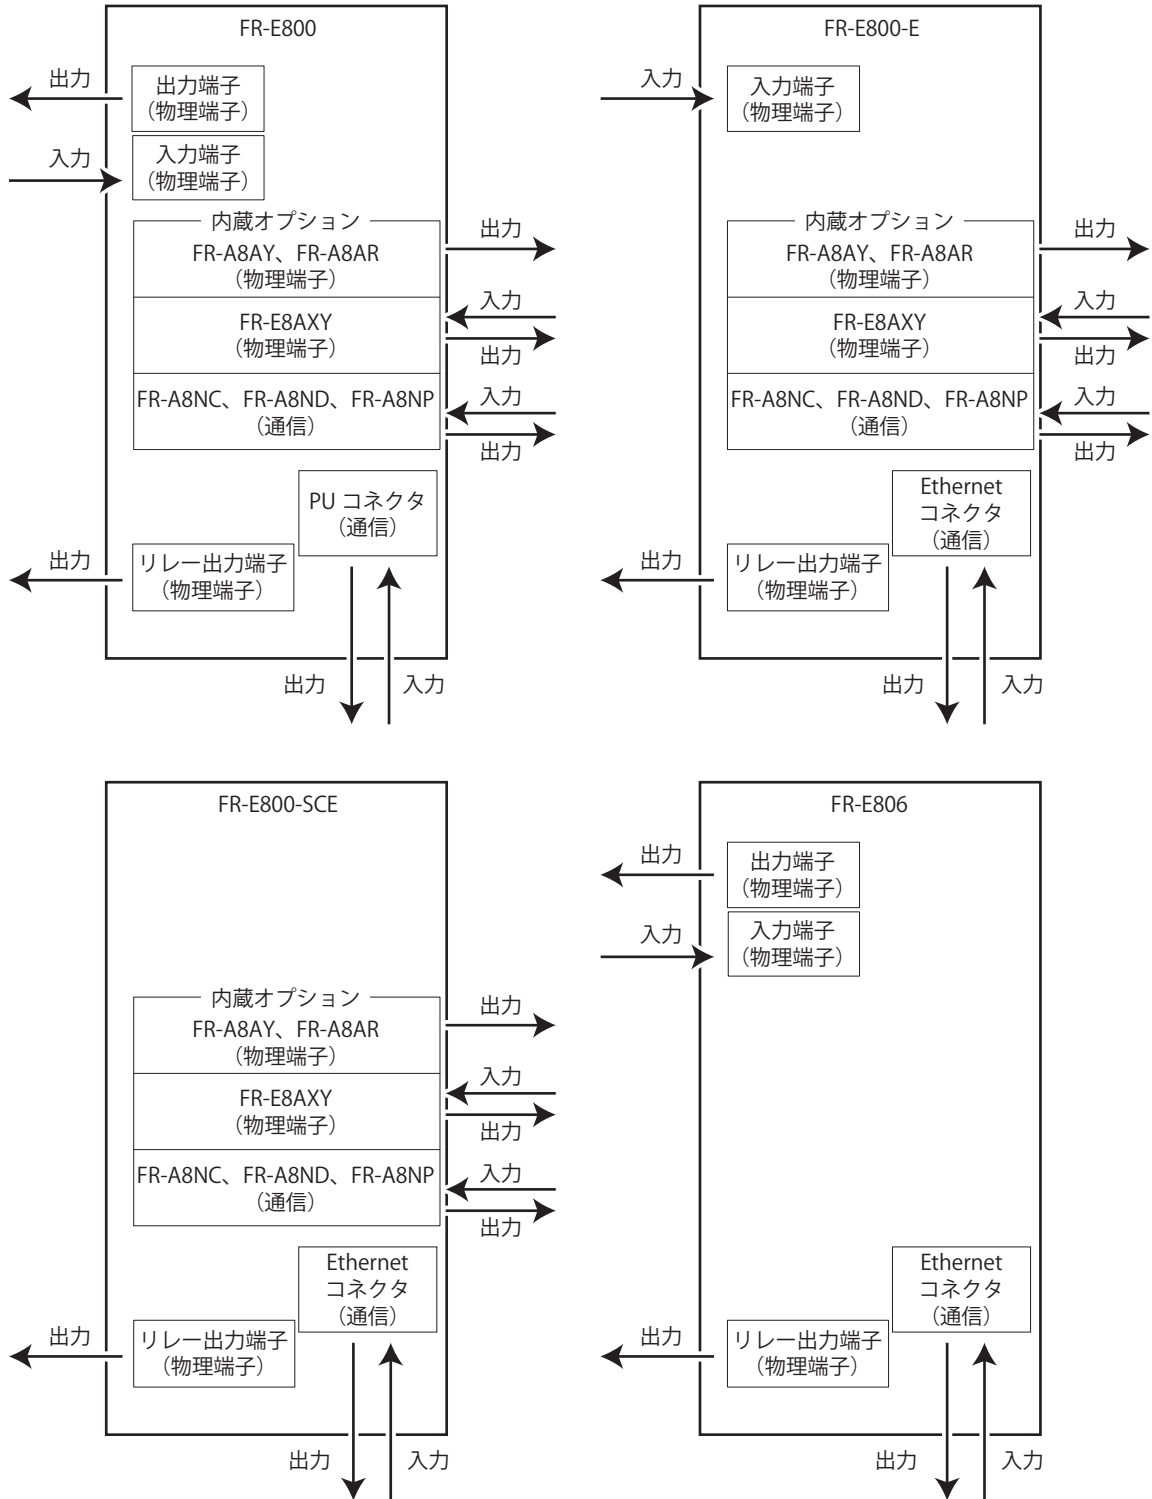 FR-E800
出力
出力端子
（物理端子）
入力
入力端子
（物理端子）
内蔵オプション
FR-A8AY、FR-A8AR
（物理端子）
出力
FR-E8AXY
（物理端子）
入力
出力
FR-A8NC、FR-A8ND、FR-A8NP
（通信）
入力
出力
PU コネクタ
（通信）
出力
リレー出力端子
（物理端子）
出力
入力
FR-E800-E
入力
入力端子
（物理端子）
内蔵オプション
FR-A8AY、FR-A8AR
（物理端子）
出力
FR-E8AXY
（物理端子）
入力
出力
FR-A8NC、FR-A8ND、FR-A8NP
（通信）
入力
出力
Ethernet
コネクタ
（通信）
出力
リレー出力端子
（物理端子）
出力
入力
FR-E800-SCE
内蔵オプション
FR-A8AY、FR-A8AR
（物理端子）
出力
FR-E8AXY
（物理端子）
入力
出力
FR-A8NC、FR-A8ND、FR-A8NP
（通信）
入力
出力
Ethernet
コネクタ
（通信）
出力
リレー出力端子
（物理端子）
出力
入力
FR-E806
出力
出力端子
（物理端子）
入力
入力端子
（物理端子）
Ethernet
コネクタ
（通信）
出力
リレー出力端子
（物理端子）
出力
入力